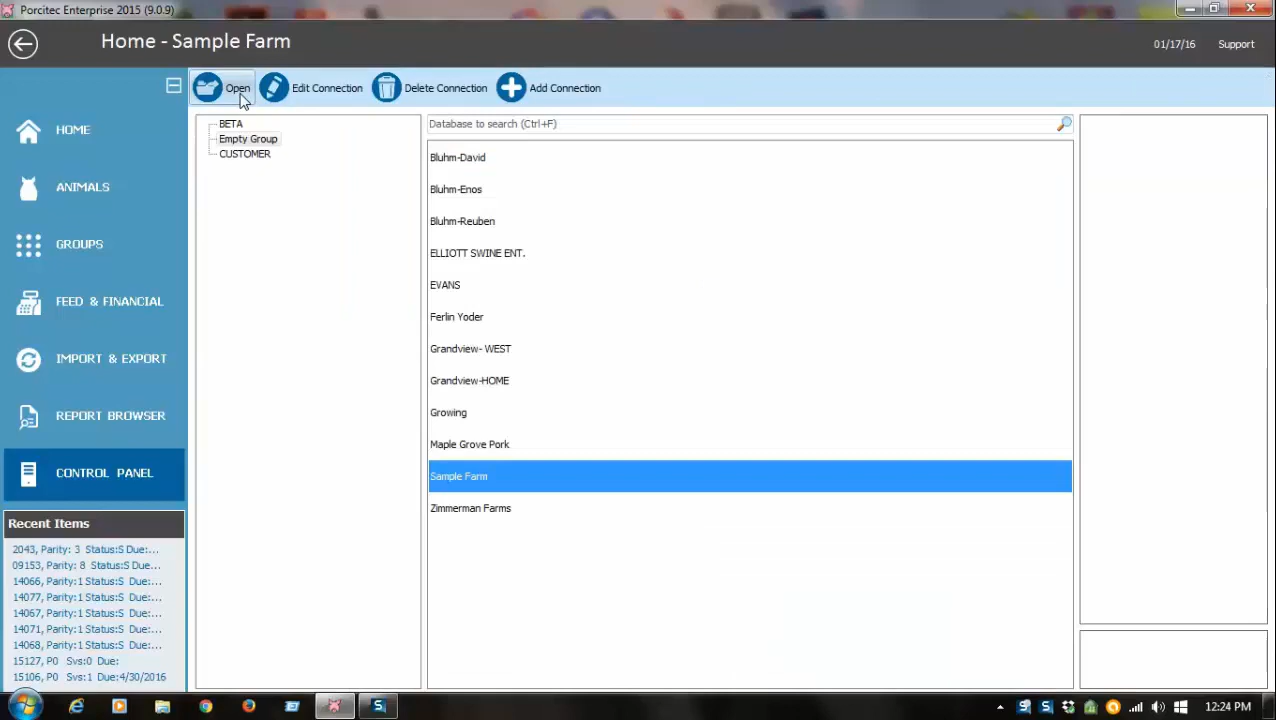 Porcitec Enterprise 2015 (9.0.9)
Home - Sample Farm
01/17/16 Support
Open Edit Connection Delete Connection Add Connection
HOME
ANIMALS
GROUPS
FEED & FINANCIAL
IMPORT & EXPORT
REPORT BROWSER
CONTROL PANEL
Recent Items
2043, Parity: 3 Status:S Due:...
09153, Parity: 8 Status:S Due...
14066, Parity:1 Status:S Due:...
14077, Parity:1 Status:S Due:...
14067, Parity:1 Status:S Due:...
14071, Parity:1 Status:S Due:...
14068, Parity:1 Status:S Due:...
15127, P0 Svs:0 Due:
15106, P0 Svs:1 Due:4/30/2016
BETA
Empty Group
CUSTOMER
Database to search (Ctrl+F)
Bluhm-David
Bluhm-Enos
Bluhm-Reuben
ELLIOTT SWINE ENT.
EVANS
Ferlin Yoder
Grandview- WEST
Grandview-HOME
Growing
Maple Grove Pork
Sample Farm
Zimmerman Farms
12:24 PM